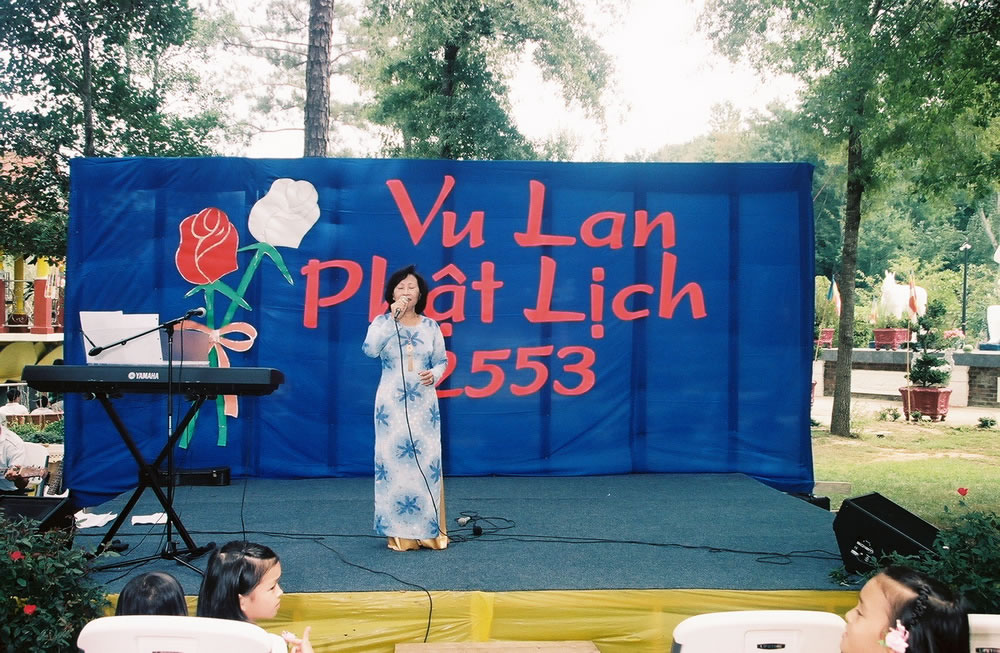 Vu Lan
Phật Lịch
2553
YAMAHA